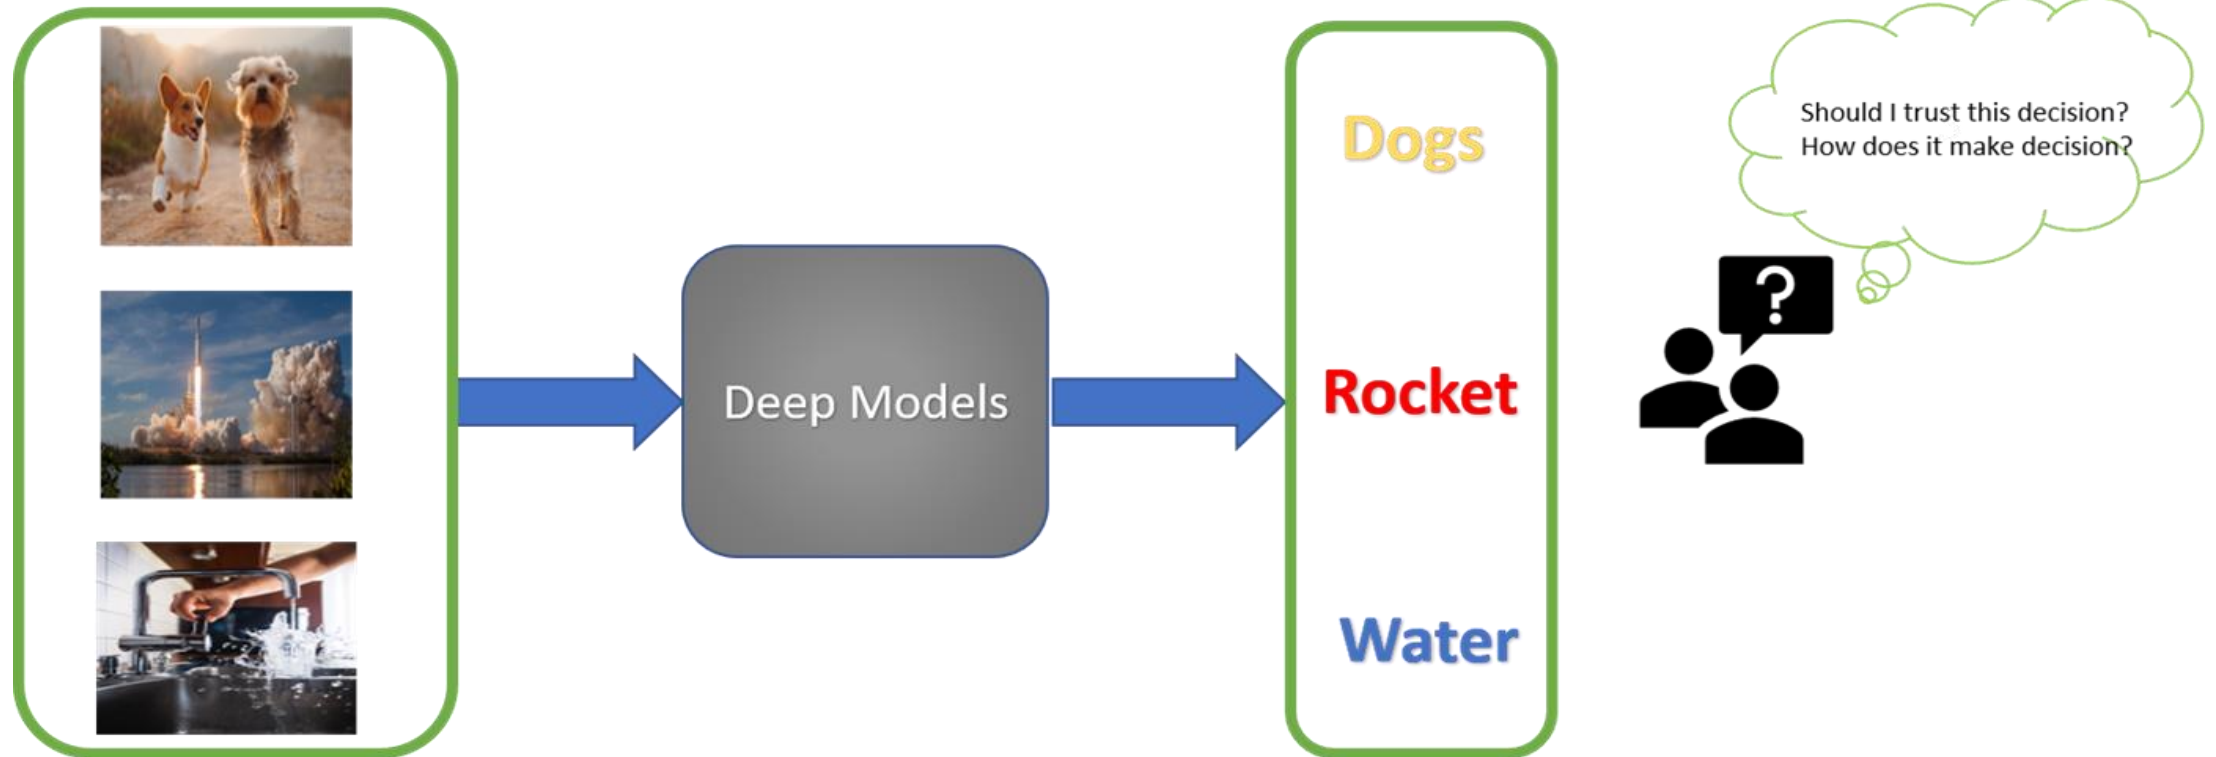 Dogs
Should I trust this decision?
How does it make decision?
?
Deep Models
Rocket
Water